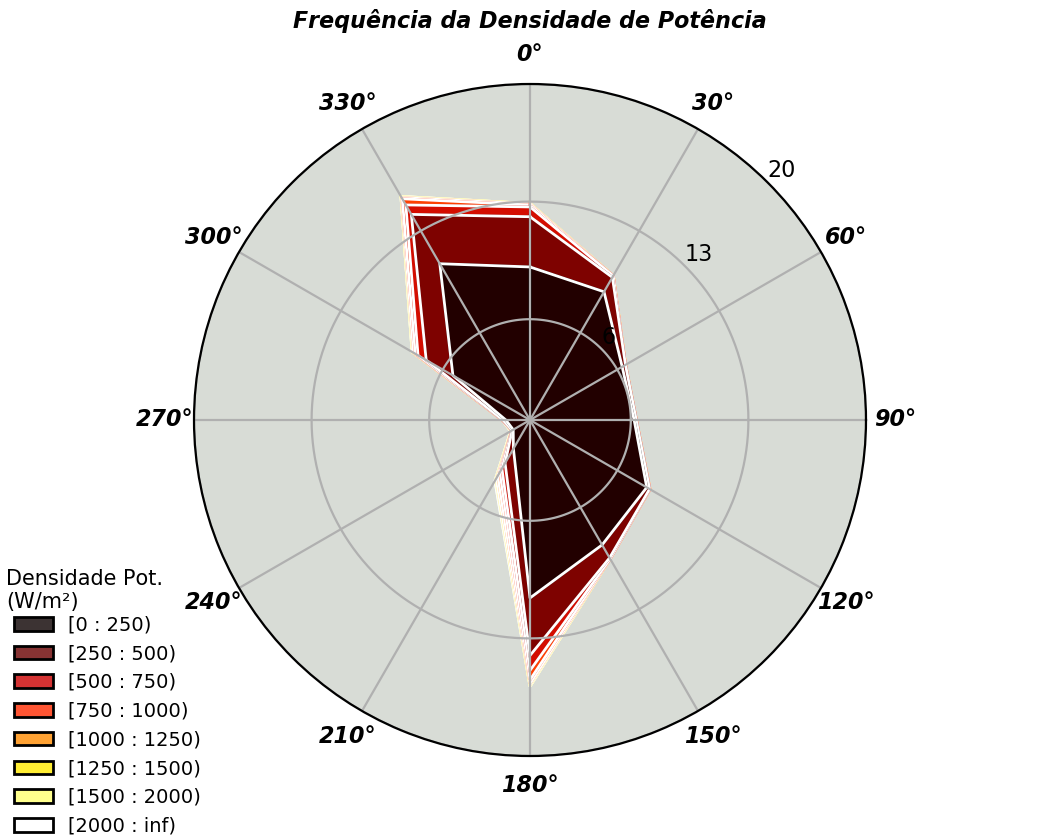 Frequência da Densidade de Potência
0°
330°
30°
20
300°
60°
13
6
270°
90°
240°
120°
210°
150°
180°
Densidade Pot.
(W/m²)
[0 : 250)
[250 : 500)
[500 : 750)
[750 : 1000)
[1000 : 1250)
[1250 : 1500)
[1500 : 2000)
[2000 : inf)